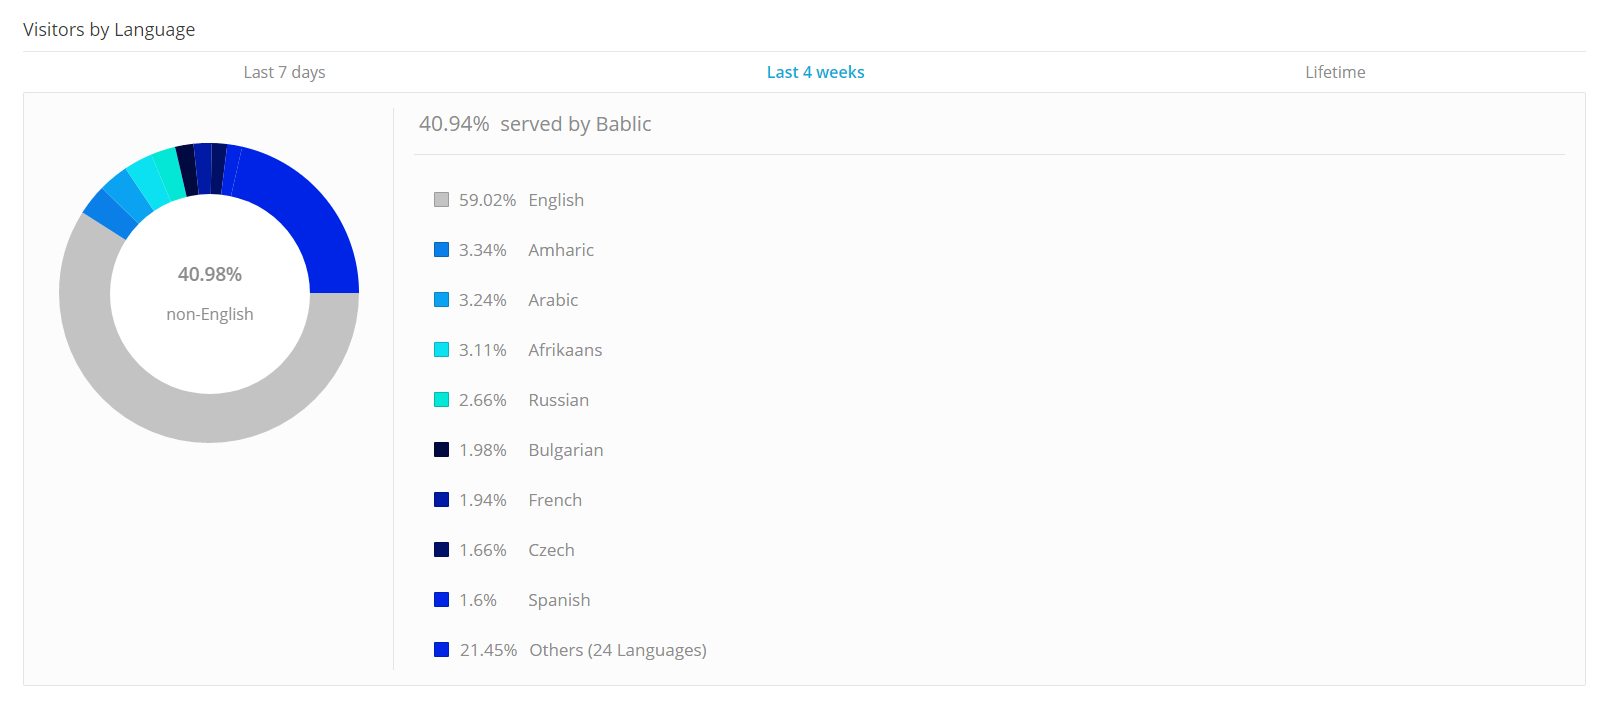 Visitors by Language
Last 7 days
Last 4 weeks
Lifetime
40.98%
non-English
40.94% served by Bablic
59.02% English
3.34% Amharic
3.24% Arabic
3.11% Afrikaans
2.66% Russian
1.98% Bulgarian
1.94% French
1.66% Czech
1.6% Spanish
21.45% Others (24 Languages)